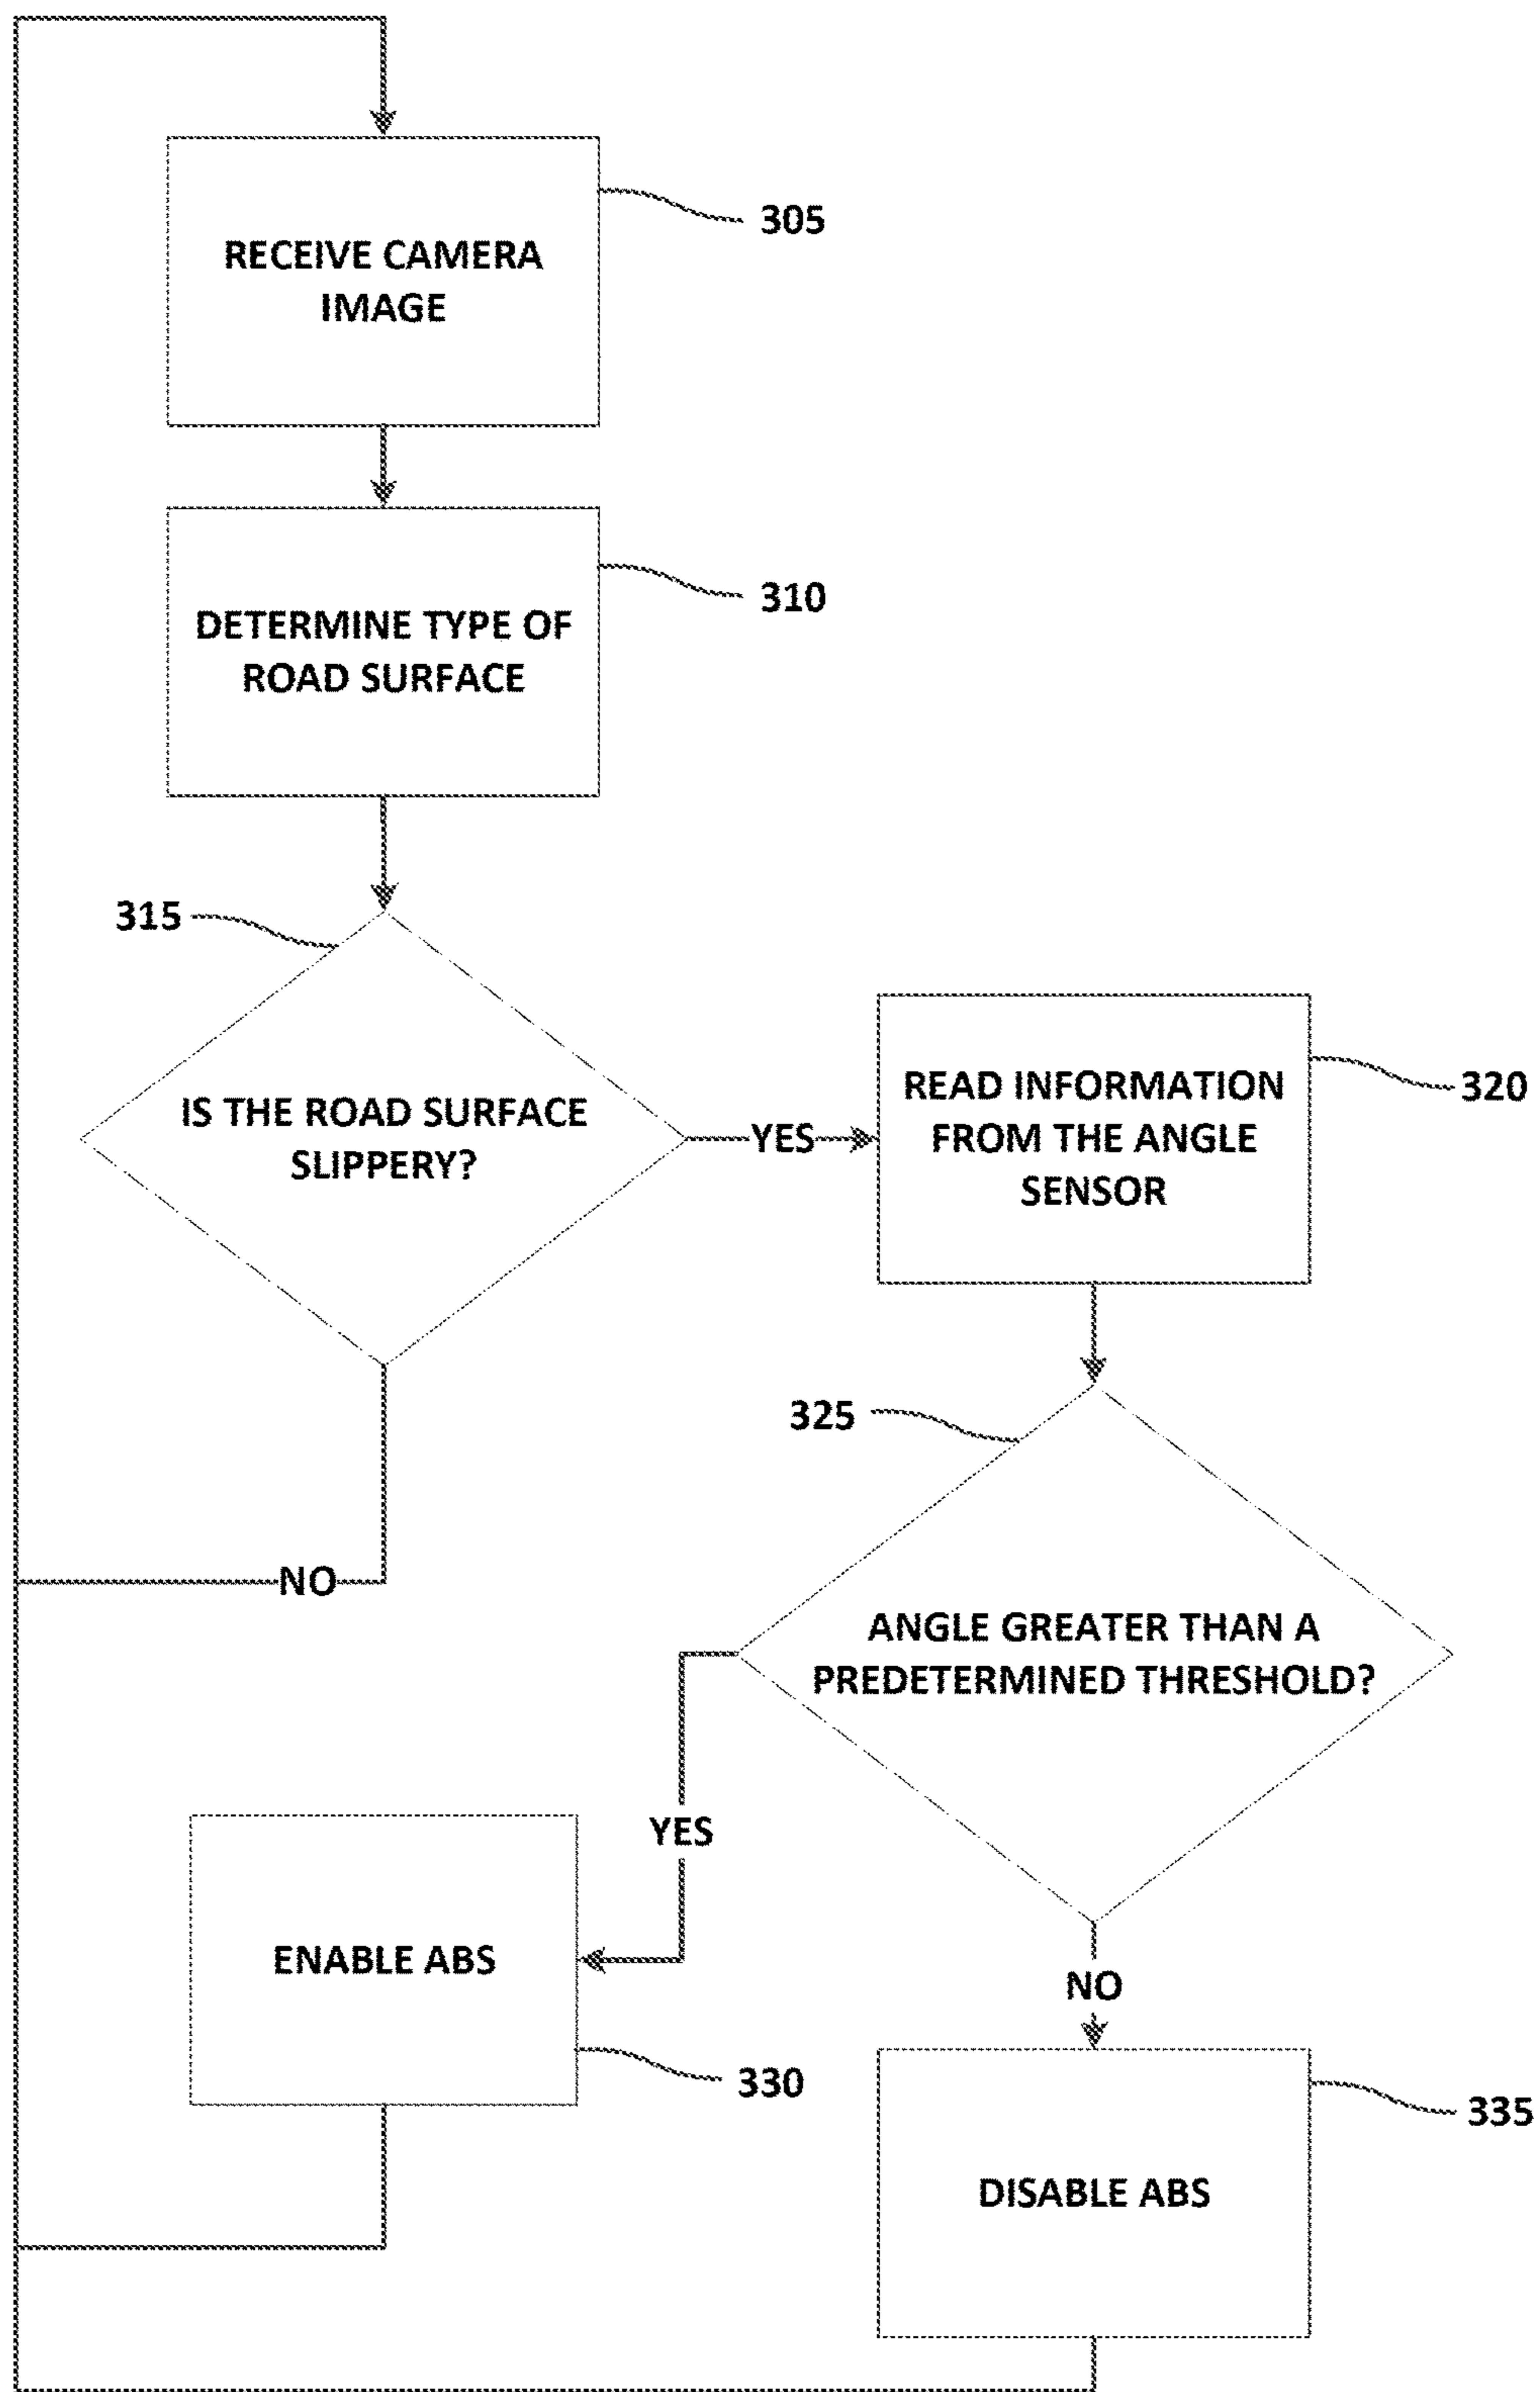 RECEIVE CAMERA
IMAGE
305
DETERMINE TYPE OF
ROAD SURFACE
310
315
IS THE ROAD SURFACE
SLIPPERY?
YES
READ INFORMATION
FROM THE ANGLE
SENSOR
320
NO
325
ANGLE GREATER THAN A
PREDETERMINED THRESHOLD?
YES
ENABLE ABS
330
NO
DISABLE ABS
335